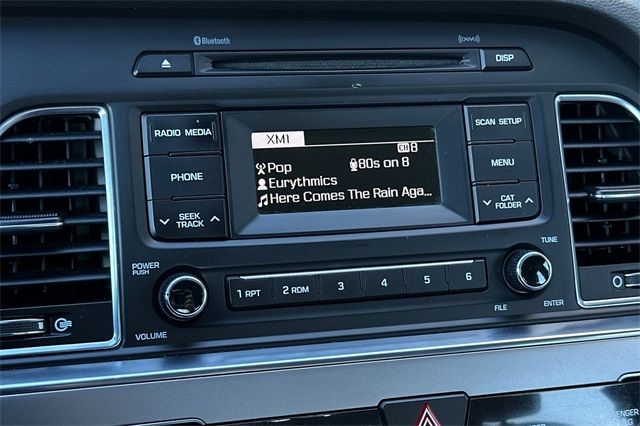 Bluetooth
((XM))
DISP
RADIO MEDIA
PHONE
SEEK
TRACK
XM1
CH 8
Pop
80s on 8
Eurythmics
Here Comes The Rain Aga...
SCAN SETUP
MENU
CAT
FOLDER
POWER
PUSH
VOLUME
1 RPT
2 RDM
3
4
5
6
TUNE
FILE
ENTER
PASSENGER